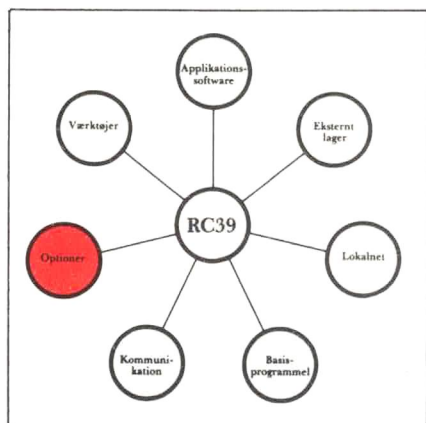 Applikations-
software
Værktøjer
Eksternt
lager
RC39
Optioner
Lokalnet
Kommuni-
kation
Basis-
programmel